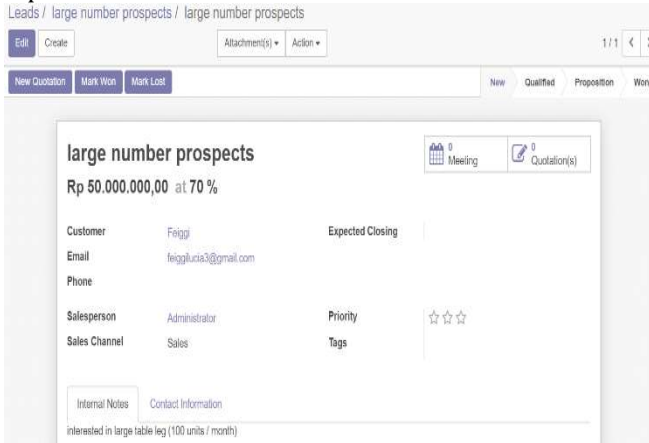 Leads / large number prospects / large number prospects
Edit Create Attachment(s) Action 1 / 1
New Quotation Mark Won Mark Lost New Qualified Proposition Won
large number prospects
0 Meeting
0 Quotation(s)
Rp 50.000.000,00 at 70 %
Customer Feiggi Expected Closing
Email feiggilucia3@gmail.com
Phone
Salesperson Administrator Priority
Sales Channel Sales Tags
Internal Notes Contact Information
interested in large table leg (100 units / month)